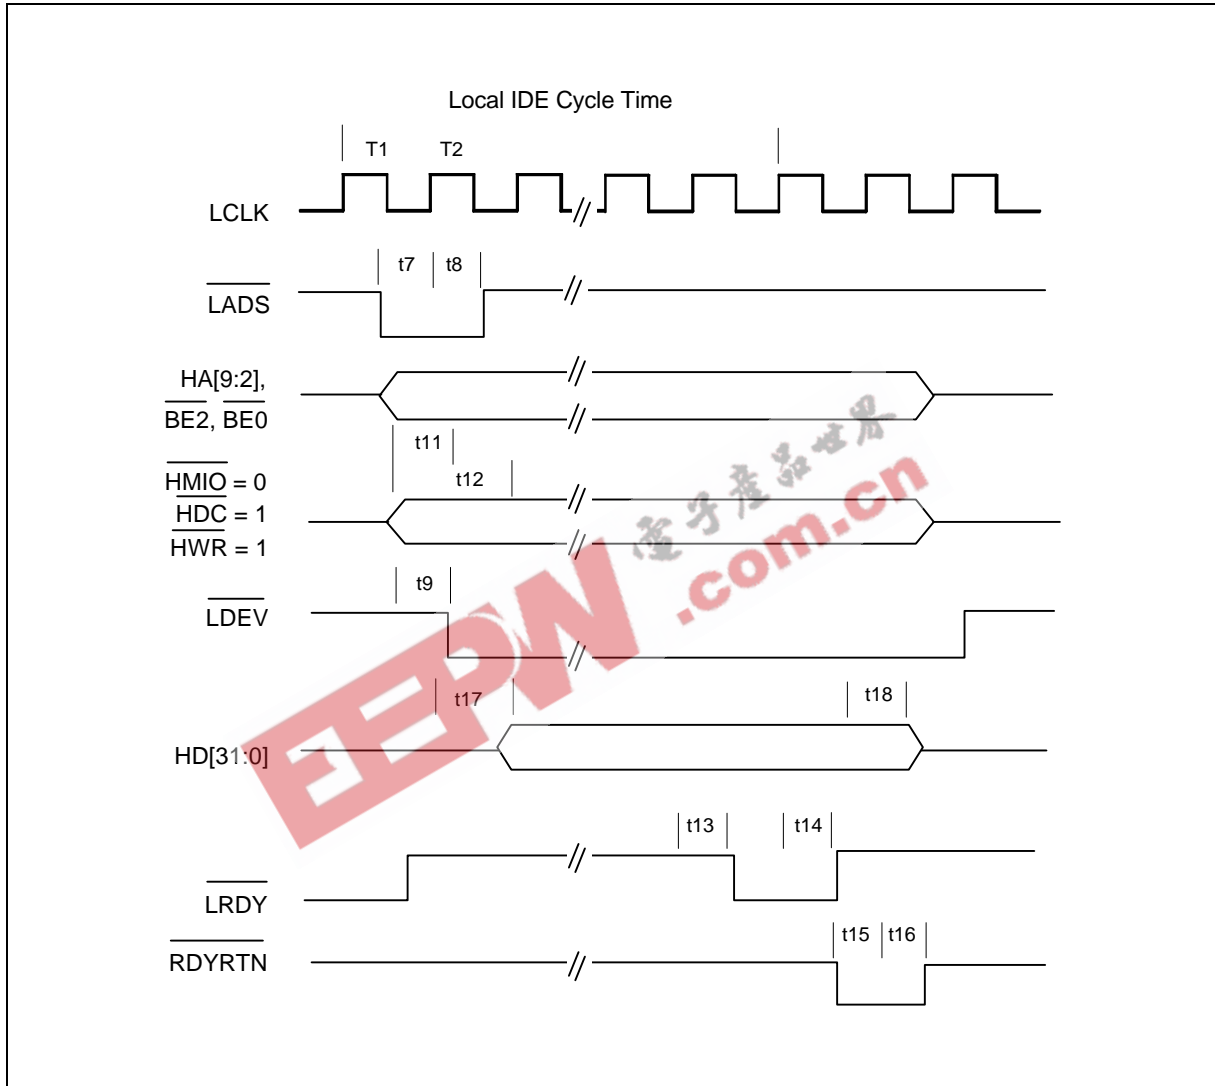 Local IDE Cycle Time
T1 T2
LCLK
t7 t8
LADS
HA[9:2],
BE2, BE0
t11
t12
HMIO = 0
HDC = 1
HWR = 1
t9
LDEV
t17 t18
HD[31:0]
t13 t14
LRDY
t15 t16
RDYRTN
EEPW
.com.cn
電子產品世界